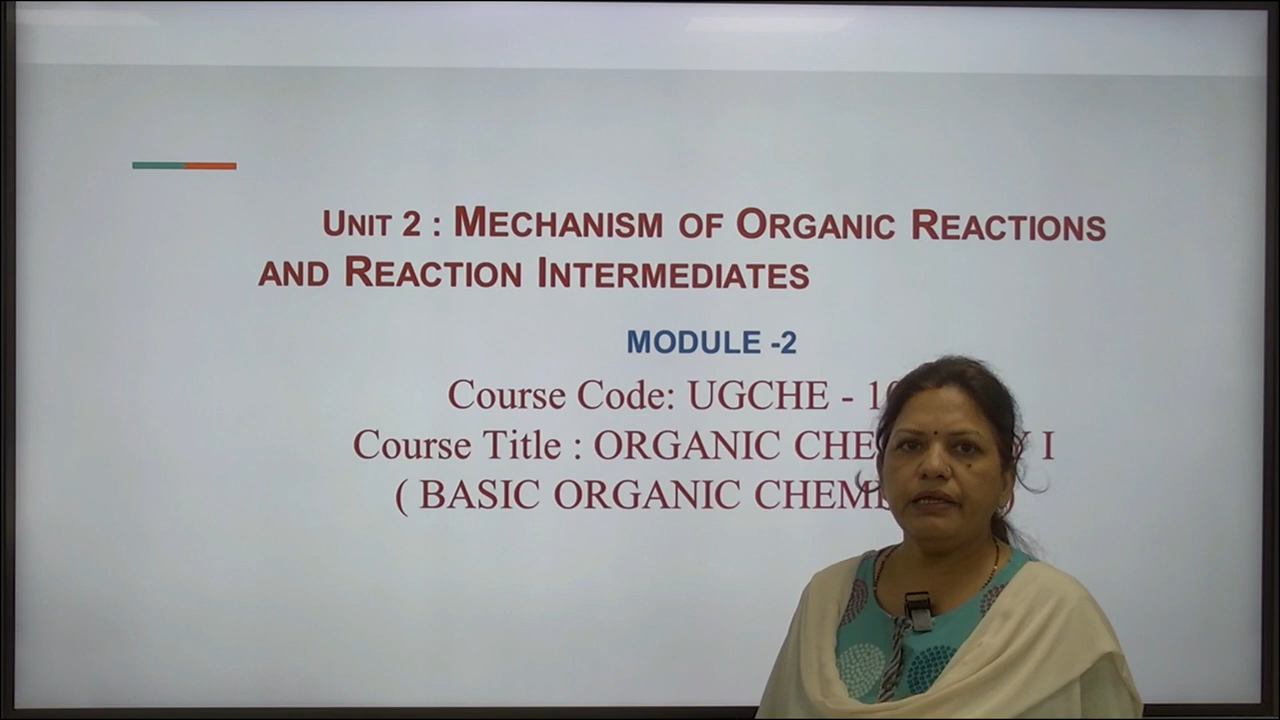 UNIT 2 : MECHANISM OF ORGANIC REACTIONS
AND REACTION INTERMEDIATES
MODULE -2
Course Code: UGCHE -
Course Title : ORGANIC I
( BASIC ORGANIC